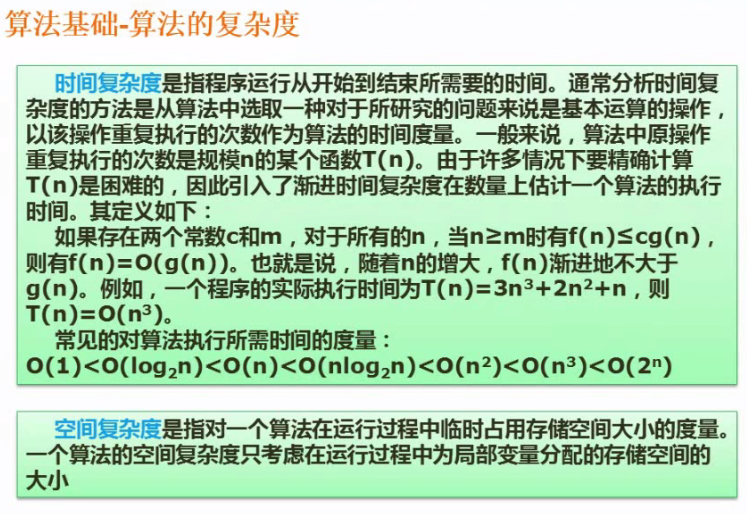 算法基础-算法的复杂度
时间复杂度是指程序运行从开始到结束所需要的时间。通常分析时间复
杂度的方法是从算法中选取一种对于所研究的问题来说是基本运算的操作，
以该操作重复执行的次数作为算法的时间度量。一般来说，算法中原操作
重复执行的次数是规模n的某个函数T(n)。由于许多情况下要精确计算
T(n)是困难的，因此引入了渐进时间复杂度在数量上估计一个算法的执行
时间。其定义如下：
如果存在两个常数c和m，对于所有的n，当n≥m时有f(n)≤cg(n)，
则有f(n)=O(g(n))。也就是说，随着n的增大，f(n)渐进地不大于
g(n)。例如，一个程序的实际执行时间为T(n)=3n³+2n²+n，则
T(n)=O(n³)。
常见的对算法执行所需时间的度量：
O(1)<O(log₂n)<O(n)<O(nlog₂n)<O(n²)<O(n³)<O(2ⁿ)
空间复杂度是指对一个算法在运行过程中临时占用存储空间大小的度量。
一个算法的空间复杂度只考虑在运行过程中为局部变量分配的存储空间的
大小